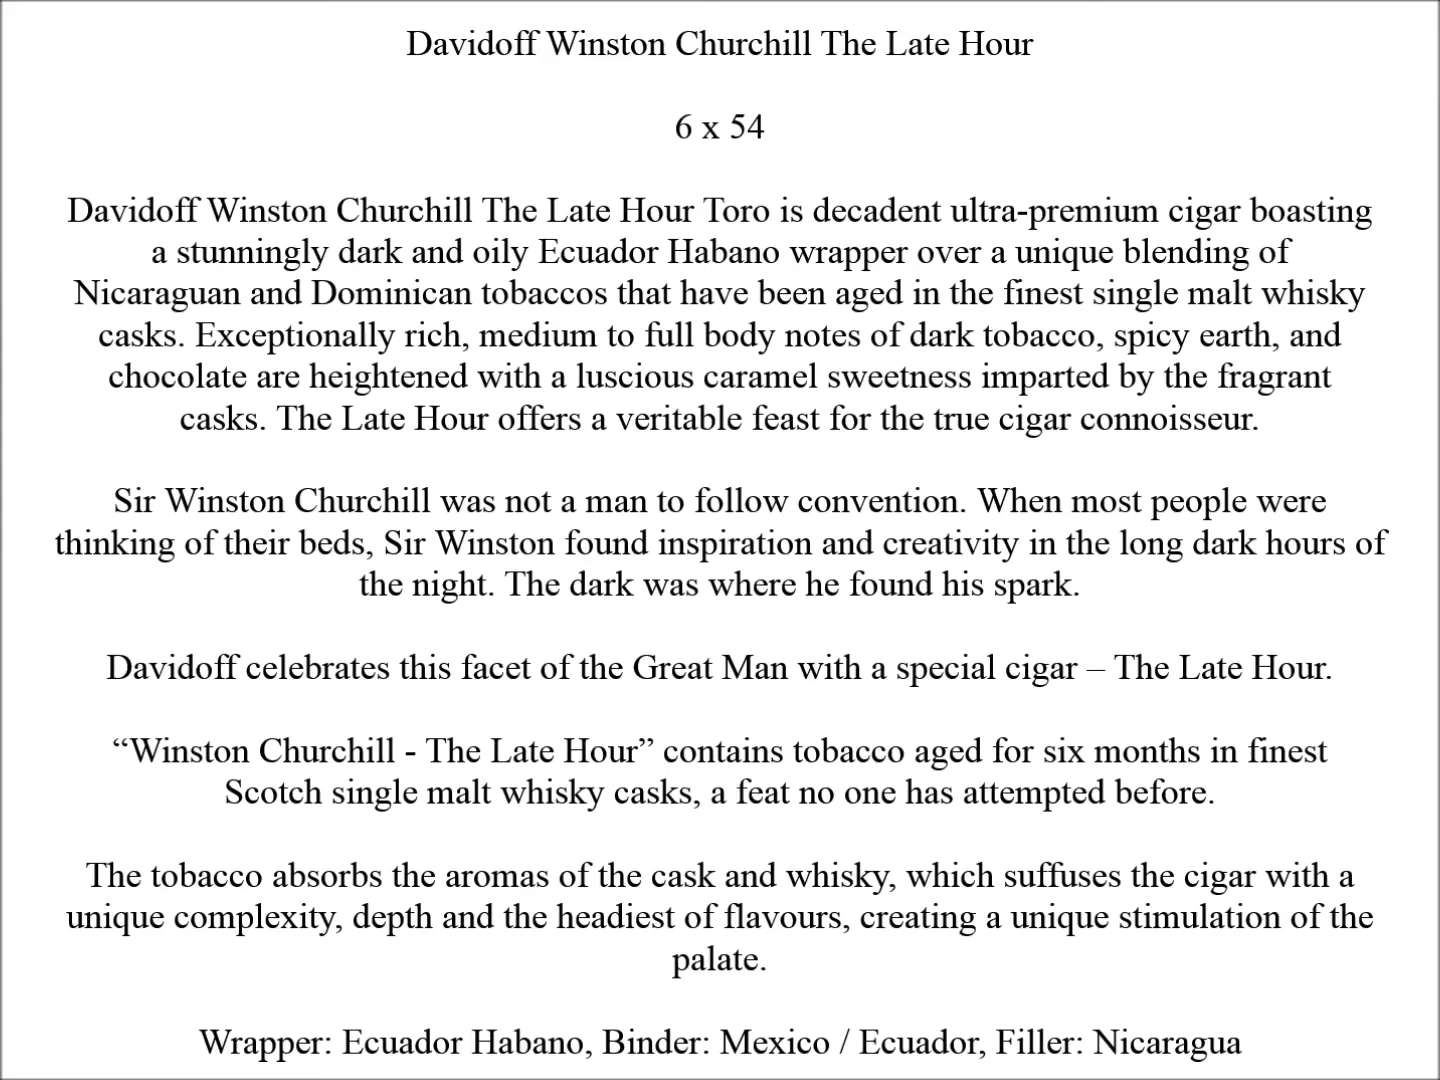 Davidoff Winston Churchill The Late Hour
6 x 54
Davidoff Winston Churchill The Late Hour Toro is decadent ultra-premium cigar boasting
a stunningly dark and oily Ecuador Habano wrapper over a unique blending of
Nicaraguan and Dominican tobaccos that have been aged in the finest single malt whisky
casks. Exceptionally rich, medium to full body notes of dark tobacco, spicy earth, and
chocolate are heightened with a luscious caramel sweetness imparted by the fragrant
casks. The Late Hour offers a veritable feast for the true cigar connoisseur.
Sir Winston Churchill was not a man to follow convention. When most people were
thinking of their beds, Sir Winston found inspiration and creativity in the long dark hours of
the night. The dark was where he found his spark.
Davidoff celebrates this facet of the Great Man with a special cigar – The Late Hour.
“Winston Churchill - The Late Hour” contains tobacco aged for six months in finest
Scotch single malt whisky casks, a feat no one has attempted before.
The tobacco absorbs the aromas of the cask and whisky, which suffuses the cigar with a
unique complexity, depth and the headiest of flavours, creating a unique stimulation of the
palate.
Wrapper: Ecuador Habano, Binder: Mexico / Ecuador, Filler: Nicaragua